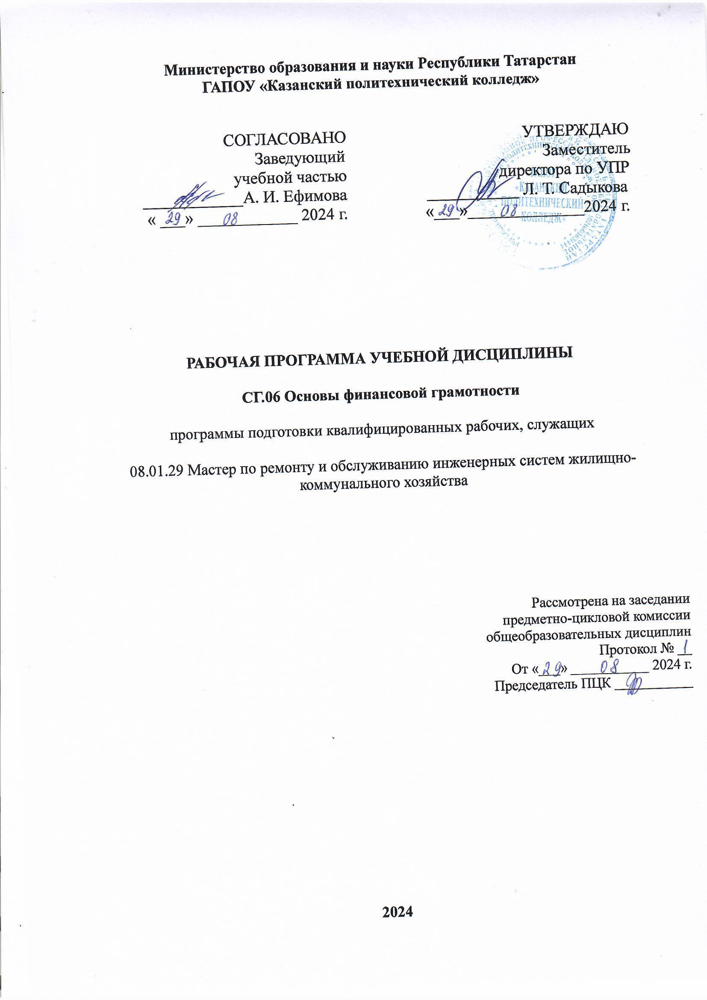 Министерство образования и науки Республики Татарстан
ГАПОУ «Казанский политехнический колледж»
СОГЛАСОВАНО
Заведующий
учебной частью
А. И. Ефимова
« 29 » 08 2024 г.
УТВЕРЖДАЮ
Заместитель
директора по УПР
Л. Т. Садыкова
« 29 » 08 2024 г.
«КАЗАНСКИЙ
ПОЛИТЕХНИЧЕСКИЙ
КОЛЛЕДЖ»
РАБОЧАЯ ПРОГРАММА УЧЕБНОЙ ДИСЦИПЛИНЫ
СГ.06 Основы финансовой грамотности
программы подготовки квалифицированных рабочих, служащих
08.01.29 Мастер по ремонту и обслуживанию инженерных систем жилищно-
коммунального хозяйства
Рассмотрена на заседании
предметно-цикловой комиссии
общеобразовательных дисциплин
Протокол № 1
От « 29 » 08 2024 г.
Председатель ПЦК
2024